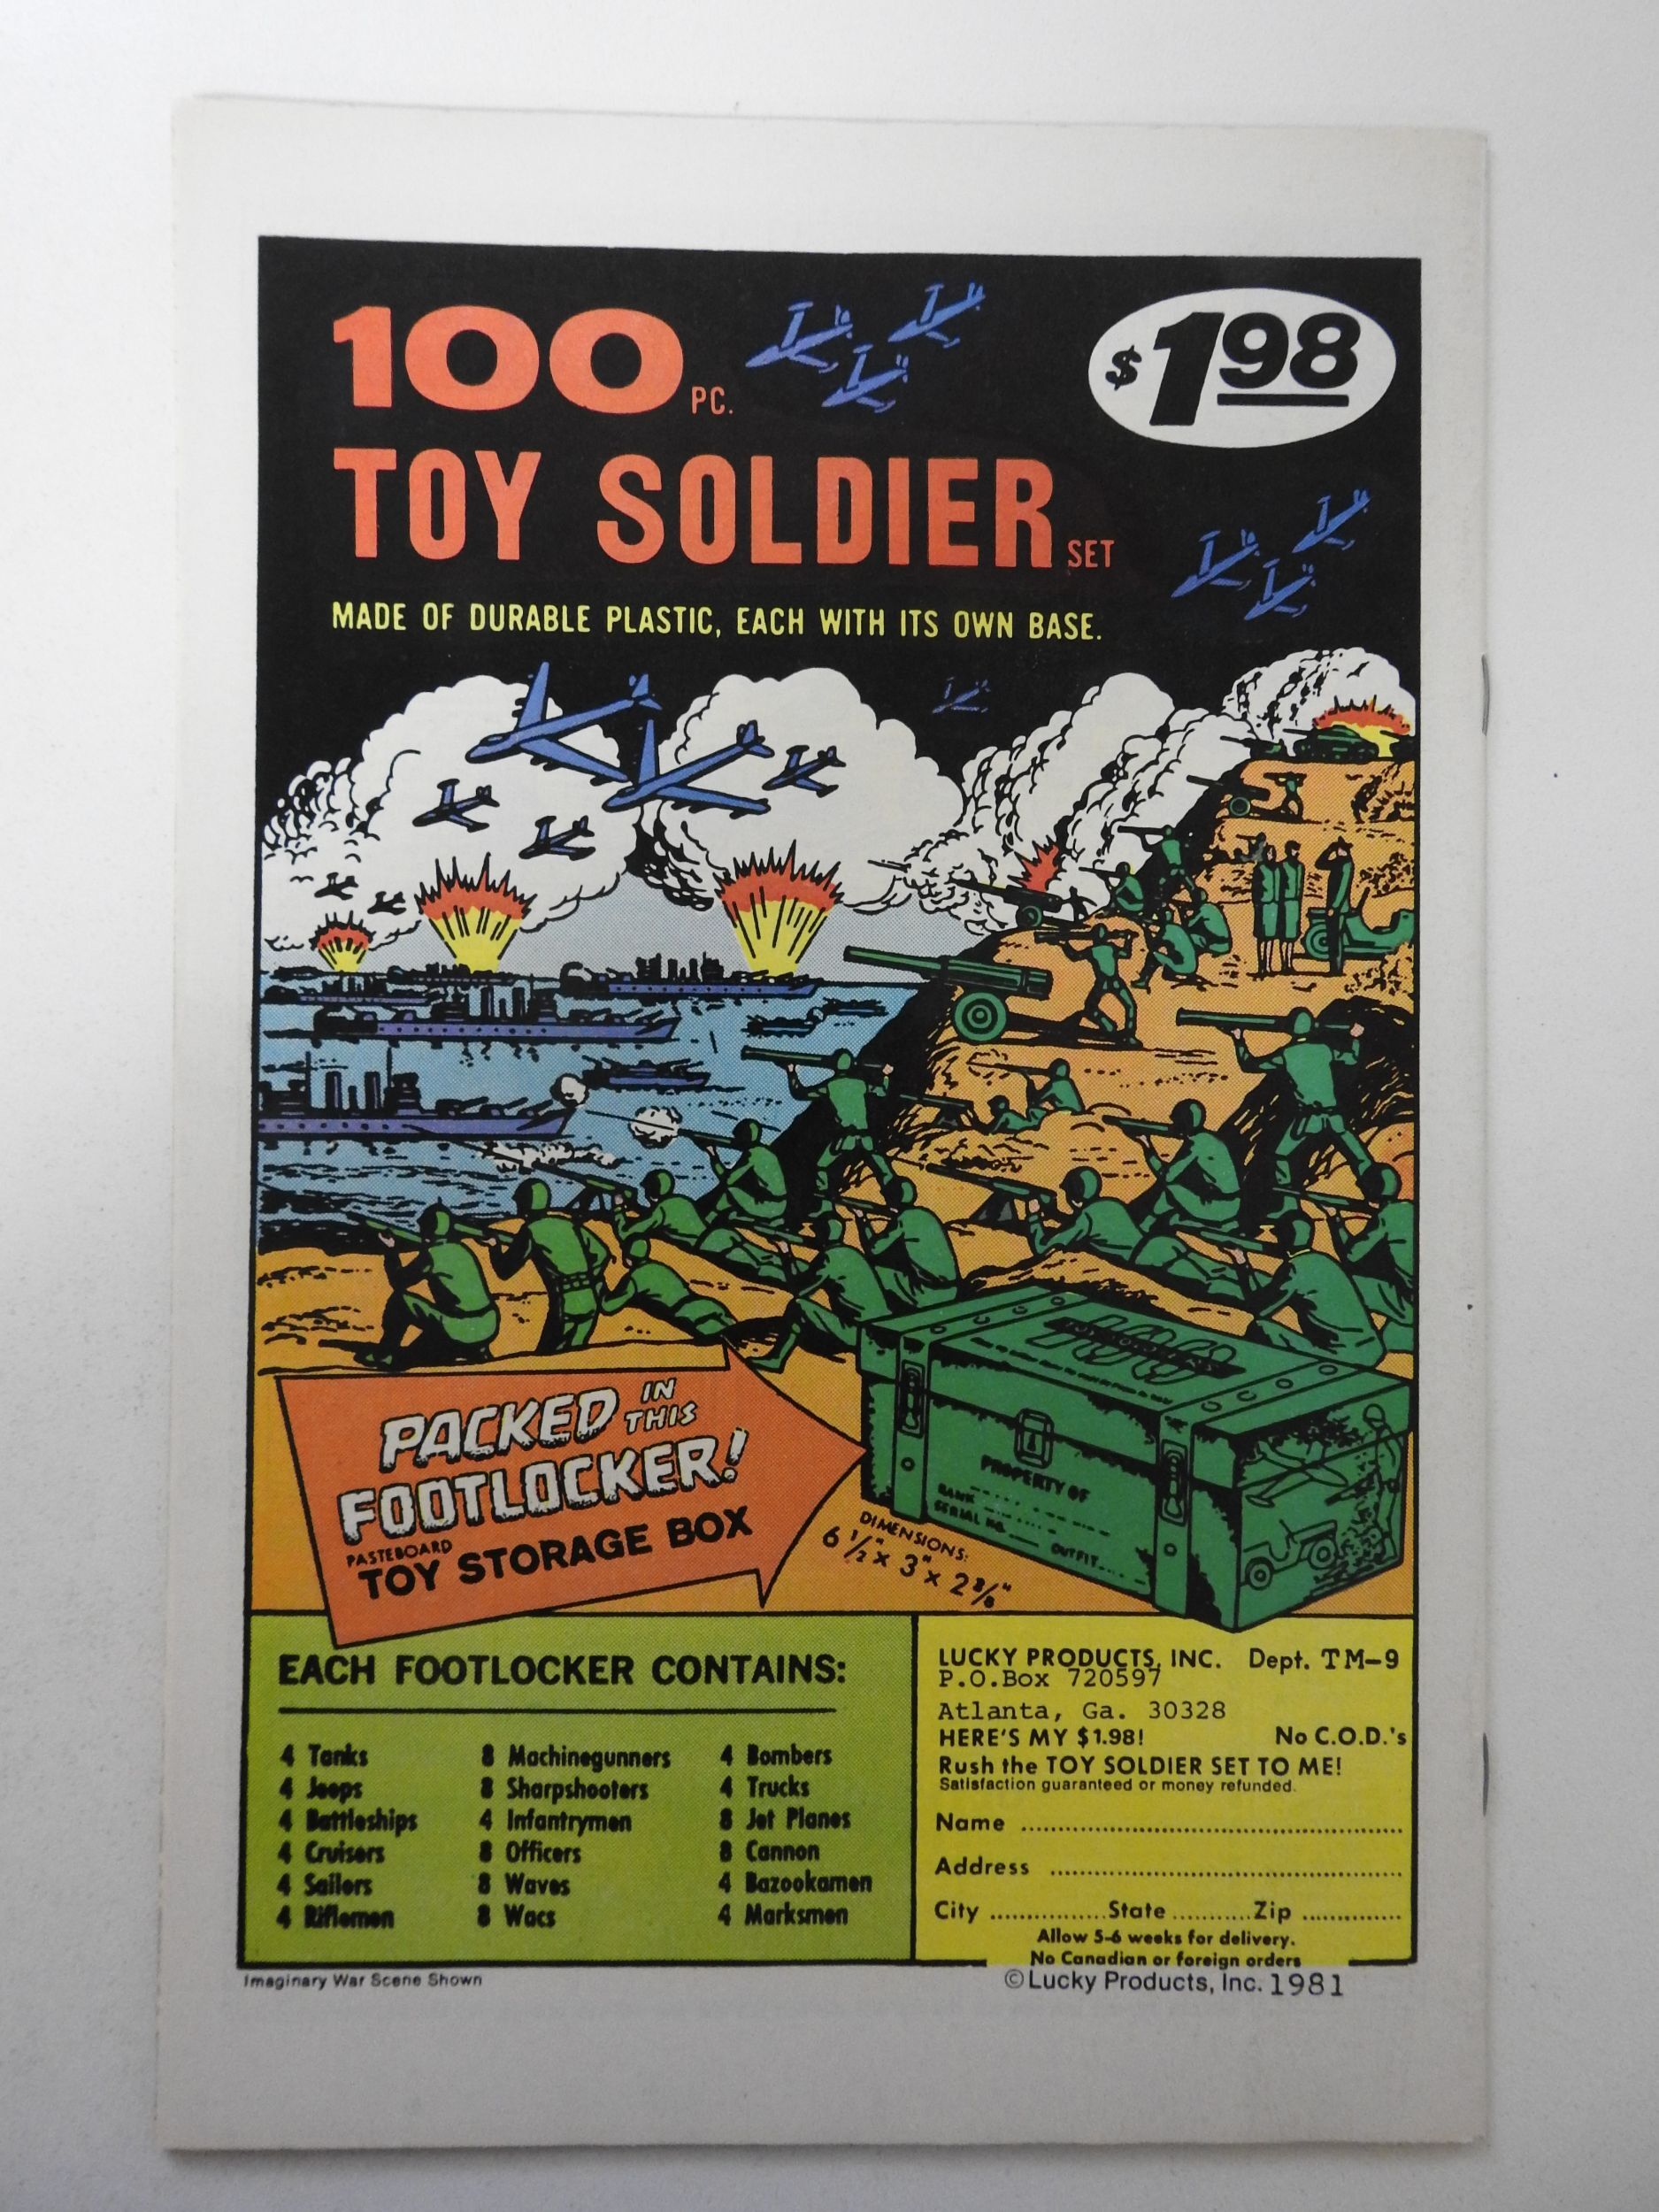 100 PC.
$1.98
TOY SOLDIER SET
MADE OF DURABLE PLASTIC, EACH WITH ITS OWN BASE.
PACKED IN THIS
FOOTLOCKER!
PASTEBOARD
TOY STORAGE BOX
100
PROPERTY OF
RANK
SERIAL NO.
OUTFIT...
DIMENSIONS:
6 1/2" x 3" x 2 3/8"
EACH FOOTLOCKER CONTAINS:
4 Tanks
4 Jeeps
4 Battleships
4 Cruisers
4 Sailors
4 Riflemen
8 Machinegunners
8 Sharpshooters
4 Infantrymen
8 Officers
8 Waves
8 Wacs
4 Bombers
4 Trucks
8 Jet Planes
8 Cannon
4 Bazookamen
4 Marksmen
LUCKY PRODUCTS, INC. Dept. TM-9
P.O.Box 720597
Atlanta, Ga. 30328
HERE'S MY $1.98! No C.O.D.'s
Rush the TOY SOLDIER SET TO ME!
Satisfaction guaranteed or money refunded.
Name
Address
City State Zip
Allow 5-6 weeks for delivery.
No Canadian or foreign orders
Imaginary War Scene Shown
© Lucky Products, Inc. 1981